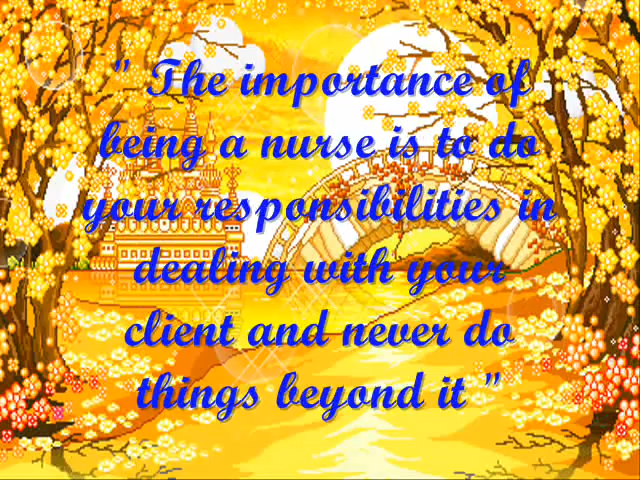 " The importance of
being a nurse is to do
your responsibilities in
dealing with your
client and never do
things beyond it "